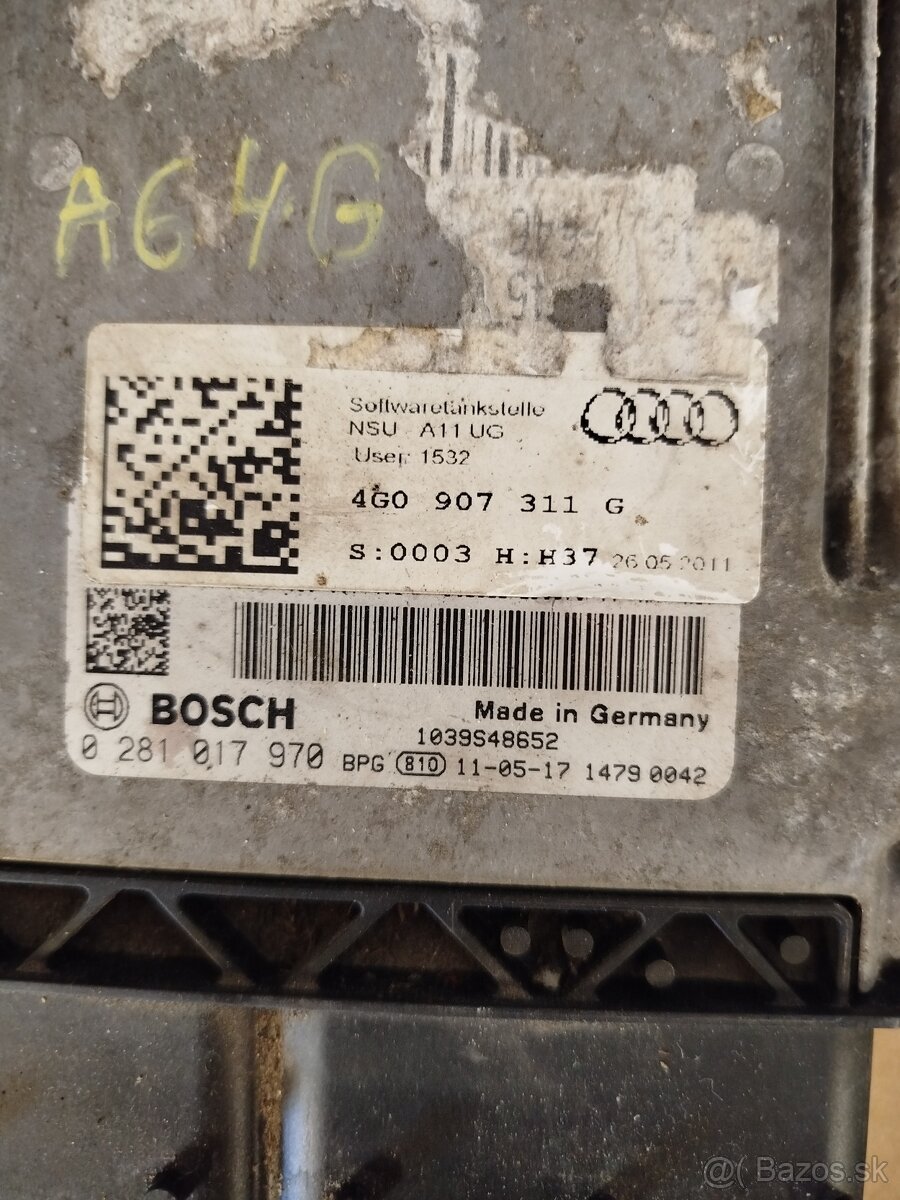 A6 4G
Softwaretankstelle
NSU A11 UG
User: 1532
4G0 907 311 G
S:0003 H:H37 26.05.2011
BOSCH
Made in Germany
1039S48652
0 281 017 970 BPG 810 11-05-17 1479 0042
@( Bazos.sk